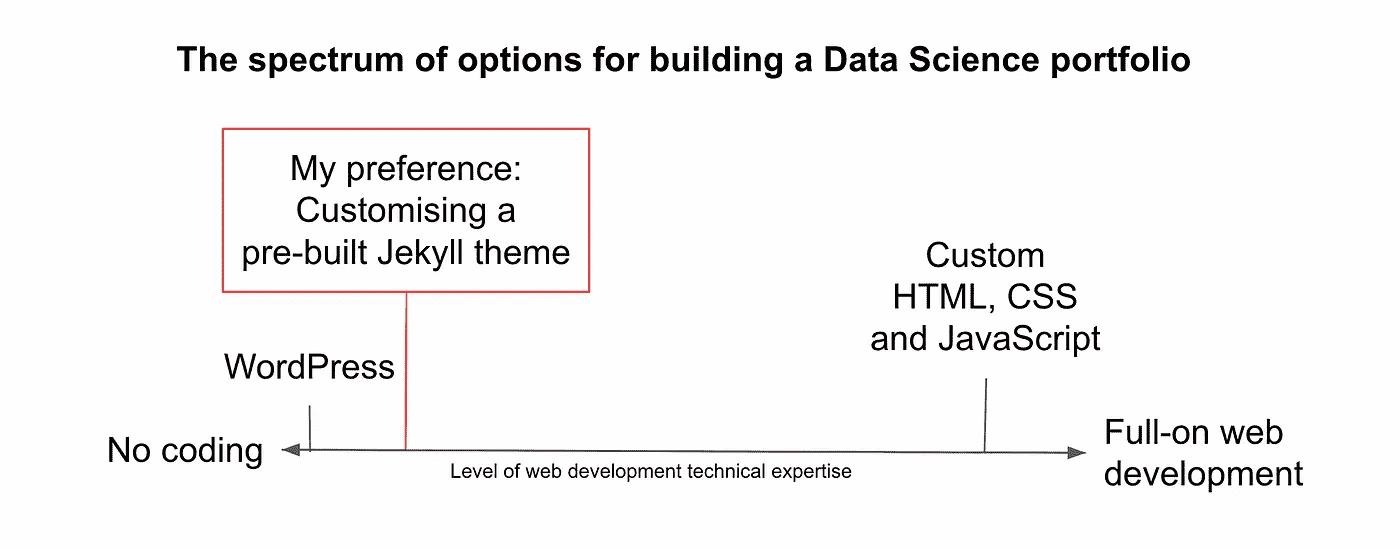 The spectrum of options for building a Data Science portfolio
My preference:
Customising a
pre-built Jekyll theme
Custom
HTML, CSS
and JavaScript
WordPress
No coding
Full-on web
development
Level of web development technical expertise